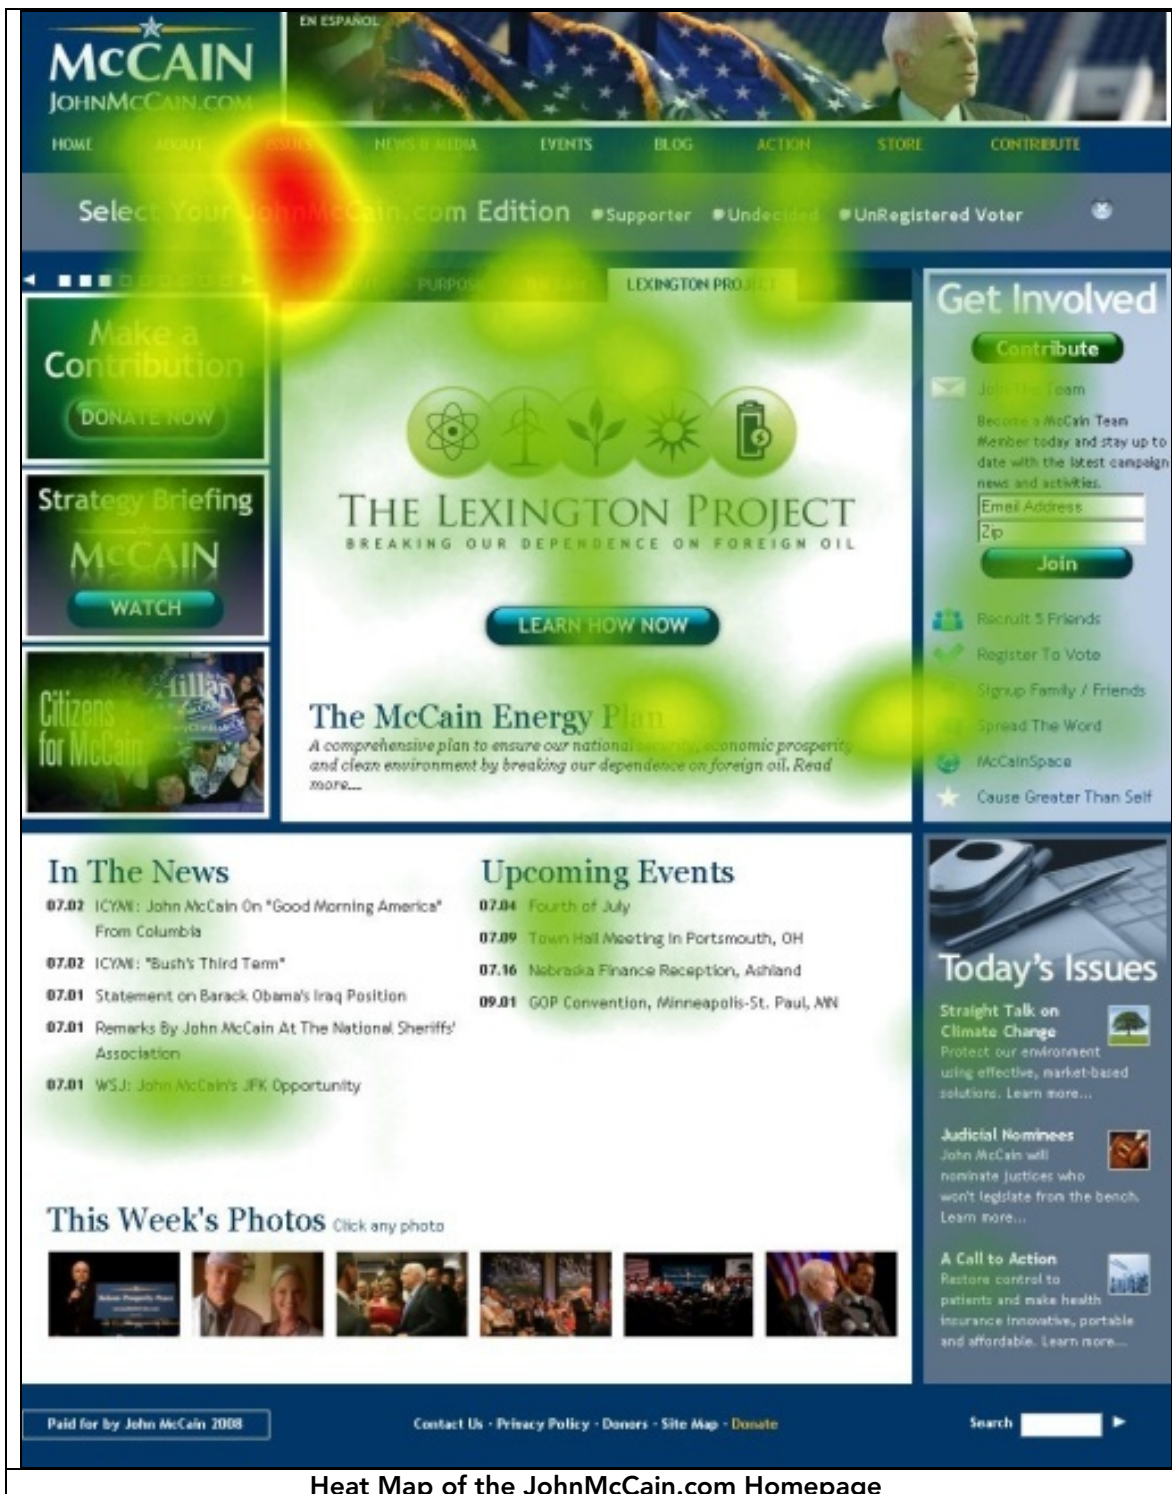 McCAIN
JOHNMCCAIN.COM
EN ESPAÑOL
HOME ABOUT ISSUES NEWS & MEDIA EVENTS BLOG ACTION STORE CONTRIBUTE
Select Your JohnMcCain.com Edition Supporter Undecided UnRegistered Voter
LEXINGTON PROJECT
Make a
Contribution
DONATE NOW
Strategy Briefing
McCAIN
WATCH
Citizens
for McCain
THE LEXINGTON PROJECT
BREAKING OUR DEPENDENCE ON FOREIGN OIL
LEARN HOW NOW
The McCain Energy Plan
A comprehensive plan to ensure our national security, economic prosperity
and clean environment by breaking our dependence on foreign oil. Read
more...
Get Involved
Contribute
Join The Team
Become a McCain Team
Member today and stay up to
date with the latest campaign
news and activities.
Email Address
Zip
Join
Recruit 5 Friends
Register To Vote
Signup Family / Friends
Spread The Word
McCainSpace
Cause Greater Than Self
In The News
07.02 ICYMI: John McCain On "Good Morning America"
From Columbia
07.02 ICYMI: "Bush's Third Term"
07.01 Statement on Barack Obama's Iraq Position
07.01 Remarks By John McCain At The National Sheriffs'
Association
07.01 WSJ: John McCain's JFK Opportunity
Upcoming Events
07.04 Fourth of July
07.09 Town Hall Meeting in Portsmouth, OH
07.16 Nebraska Finance Reception, Ashland
09.01 GOP Convention, Minneapolis-St. Paul, MN
Today's Issues
Straight Talk on
Climate Change
Protect our environment
using effective, market-based
solutions. Learn more...
Judicial Nominees
John McCain will
nominate justices who
won't legislate from the bench.
Learn more...
A Call to Action
Restore control to
patients and make health
insurance innovative, portable
and affordable. Learn more...
This Week's Photos Click any photo
Paid for by John McCain 2008
Contact Us - Privacy Policy - Donors - Site Map - Donate
Search
Heat Map of the JohnMcCain.com Homepage